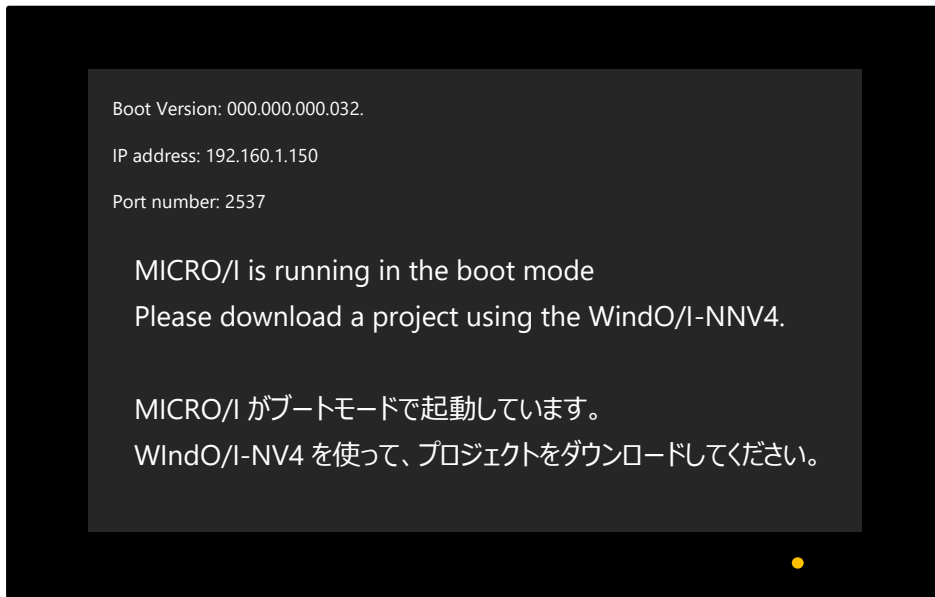 Boot Version: 000.000.000.032.
IP address: 192.160.1.150
Port number: 2537
MICRO/I is running in the boot mode
Please download a project using the WindO/I-NNV4.
MICRO/I がブートモードで起動しています。
WIndO/I-NV4 を使って、プロジェクトをダウンロードしてください。